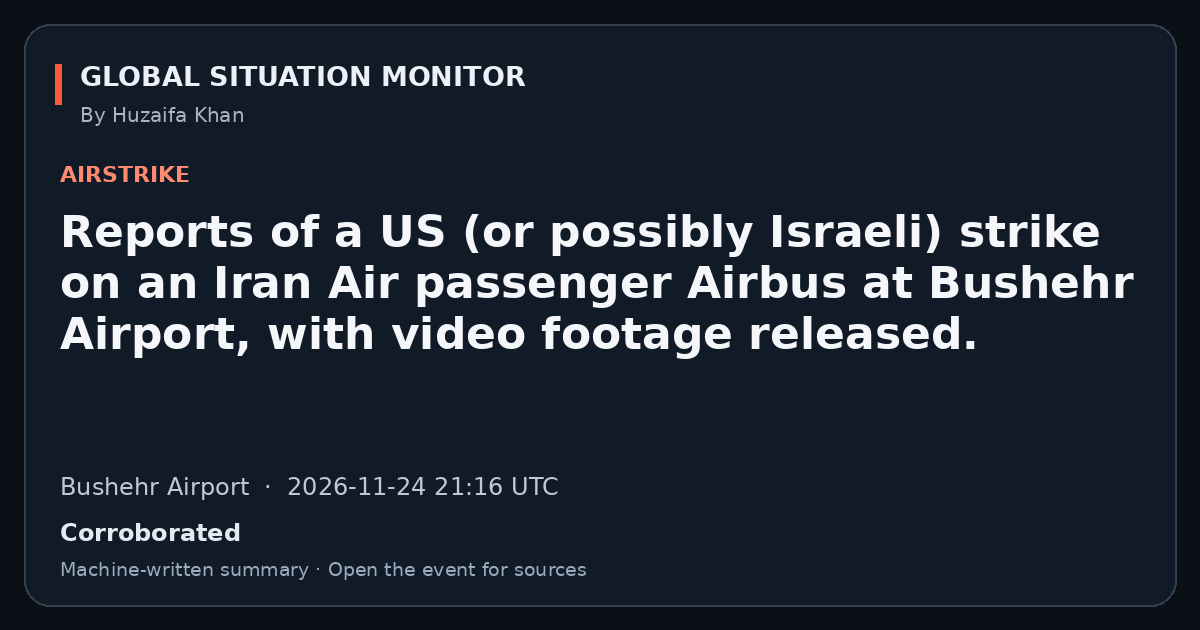 GLOBAL SITUATION MONITOR
By Huzaifa Khan
AIRSTRIKE
Reports of a US (or possibly Israeli) strike
on an Iran Air passenger Airbus at Bushehr
Airport, with video footage released.
Bushehr Airport · 2026-11-24 21:16 UTC
Corroborated
Machine-written summary · Open the event for sources